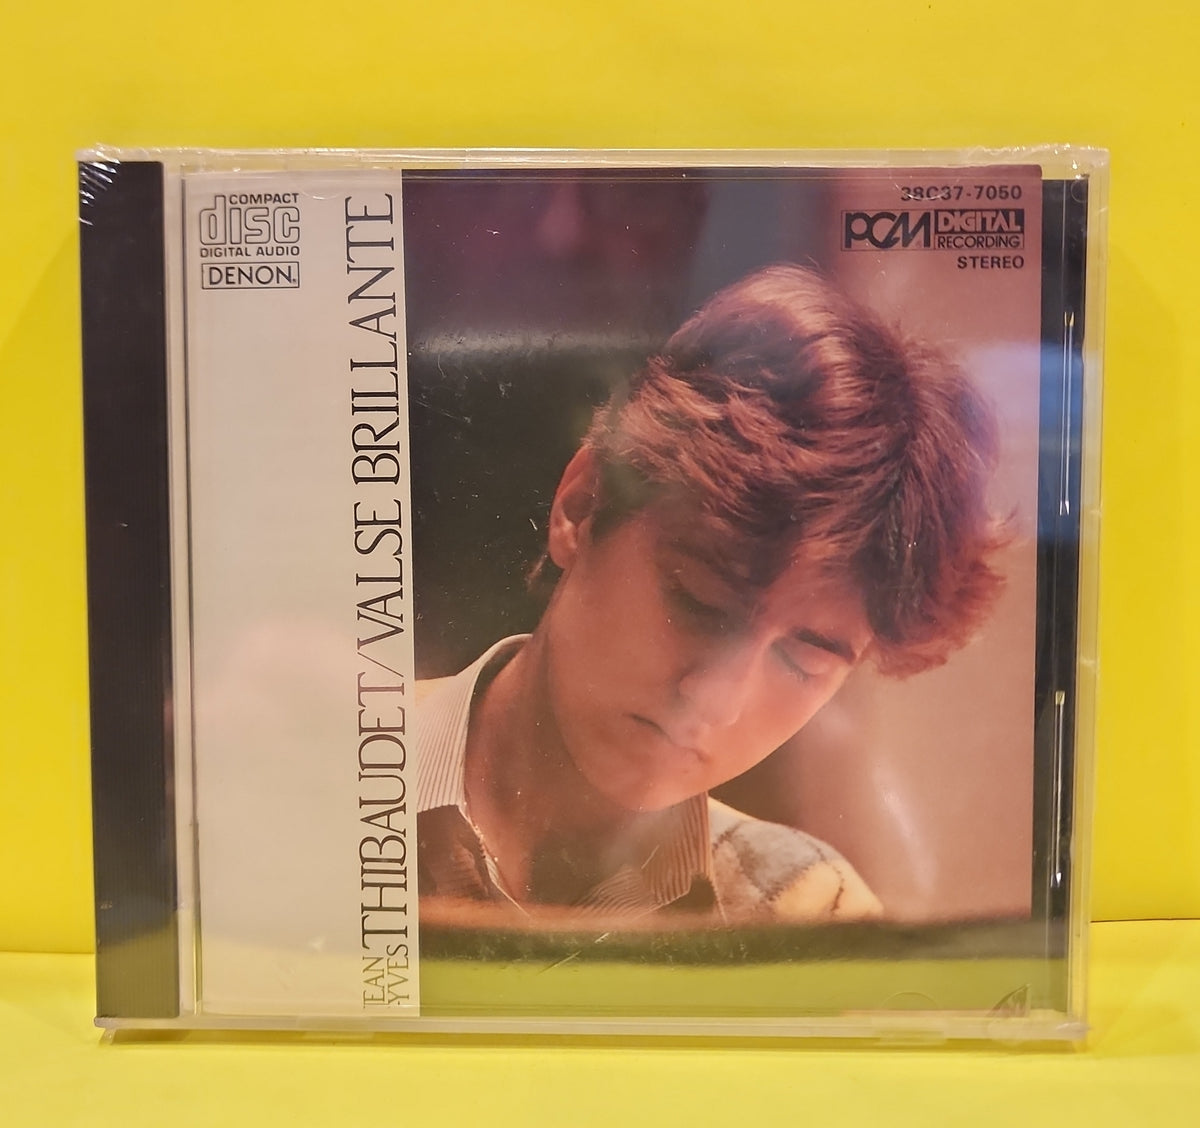 COMPACT
disc
DIGITAL AUDIO
DENON
JEAN
-YVES
THIBAUDET/VALSE BRILLANTE
38C37-7050
PCM DIGITAL
RECORDING
STEREO